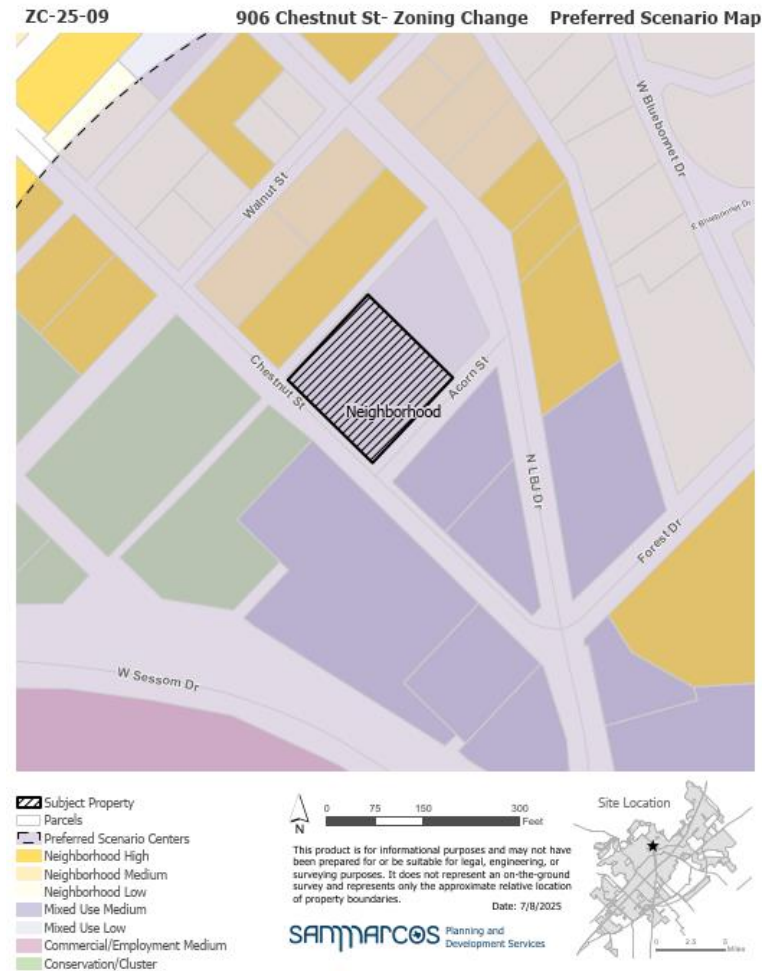 ZC-25-09 906 Chestnut St- Zoning Change Preferred Scenario Map
W Bluebonnet Dr
E Bluebonnet Dr
Walnut St
Chestnut St
Acorn St
Neighborhood
N LBJ Dr
Forest Dr
W Sessom Dr
Subject Property
Parcels
Preferred Scenario Centers
Neighborhood High
Neighborhood Medium
Neighborhood Low
Mixed Use Medium
Mixed Use Low
Commercial/Employment Medium
Conservation/Cluster
N
0 75 150 300
Feet
This product is for informational purposes and may not have
been prepared for or be suitable for legal, engineering, or
surveying purposes. It does not represent an on-the-ground
survey and represents only the approximate relative location
of property boundaries.
Date: 7/8/2025
SANMARCOS Planning and
Development Services
Site Location
0 2.5 5
Miles